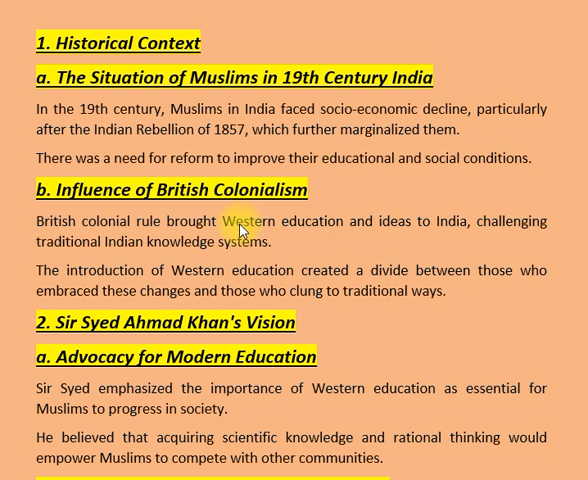 1. Historical Context
a. The Situation of Muslims in 19th Century India
In the 19th century, Muslims in India faced socio-economic decline, particularly
after the Indian Rebellion of 1857, which further marginalized them.
There was a need for reform to improve their educational and social conditions.
b. Influence of British Colonialism
British colonial rule brought Western education and ideas to India, challenging
traditional Indian knowledge systems.
The introduction of Western education created a divide between those who
embraced these changes and those who clung to traditional ways.
2. Sir Syed Ahmad Khan's Vision
a. Advocacy for Modern Education
Sir Syed emphasized the importance of Western education as essential for
Muslims to progress in society.
He believed that acquiring scientific knowledge and rational thinking would
empower Muslims to compete with other communities.